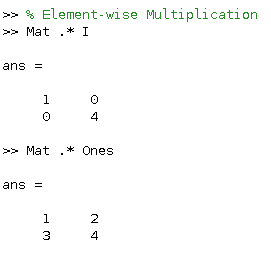 >> % Element-wise Multiplication
>> Mat .* I
ans =
1 0
0 4
>> Mat .* Ones
ans =
1 2
3 4